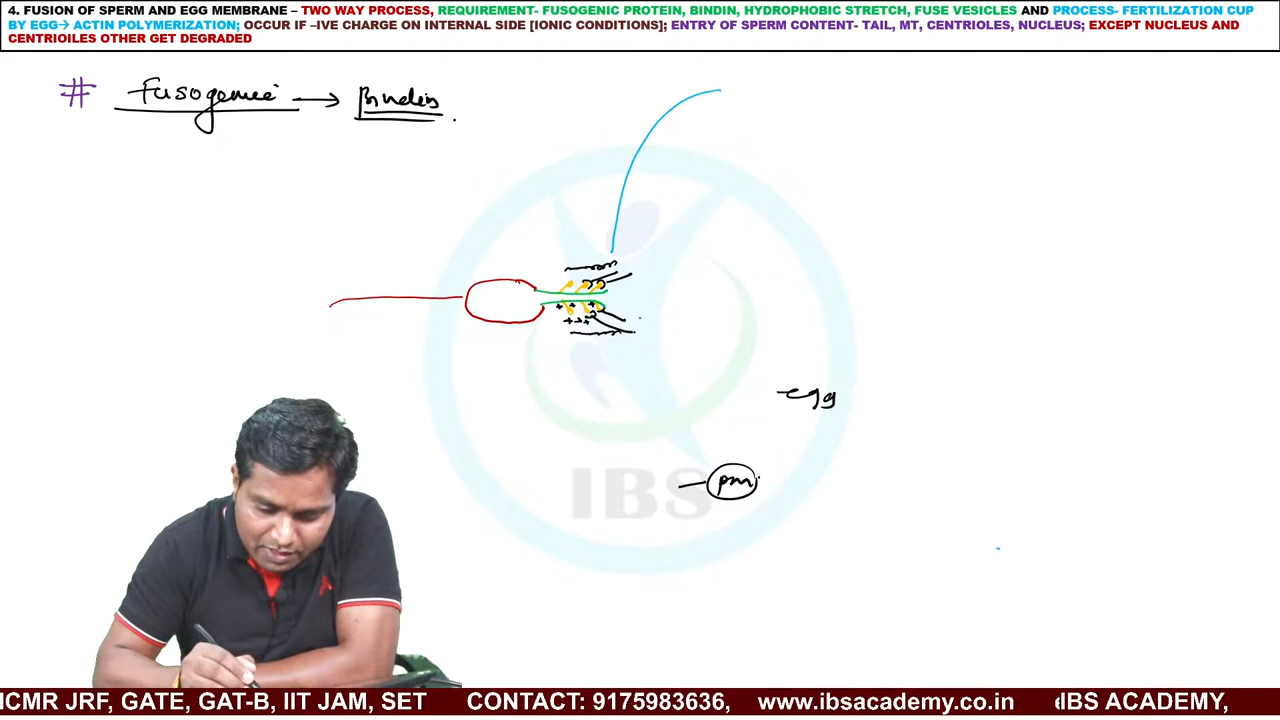 4. FUSION OF SPERM AND EGG MEMBRANE – TWO WAY PROCESS, REQUIREMENT- FUSOGENIC PROTEIN, BINDIN, HYDROPHOBIC STRETCH, FUSE VESICLES AND PROCESS- FERTILIZATION CUP
BY EGG→ ACTIN POLYMERIZATION; OCCUR IF –IVE CHARGE ON INTERNAL SIDE [IONIC CONDITIONS]; ENTRY OF SPERM CONTENT- TAIL, MT, CENTRIOLES, NUCLEUS; EXCEPT NUCLEUS AND
CENTRIOILES OTHER GET DEGRADED
# Fusogenic → Bindin
egg
pm
IBS
ICMR JRF, GATE, GAT-B, IIT JAM, SET CONTACT: 9175983636, www.ibsacademy.co.in IBS ACADEMY,